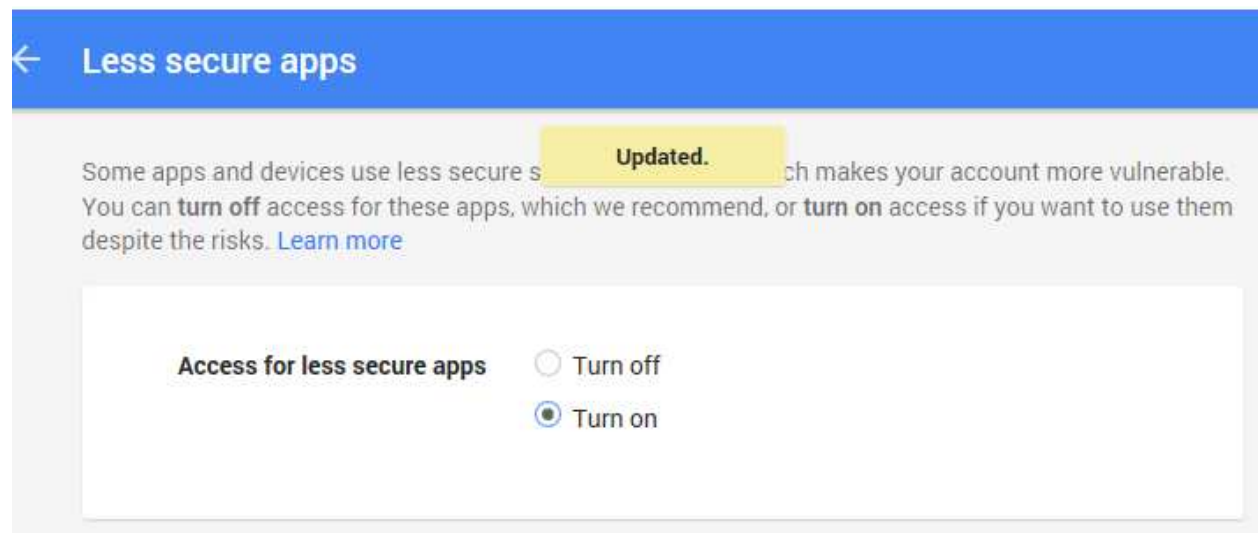 Less secure apps
Updated.
Some apps and devices use less secure s ch makes your account more vulnerable.
You can turn off access for these apps, which we recommend, or turn on access if you want to use them
despite the risks. Learn more
Access for less secure apps
Turn off
Turn on